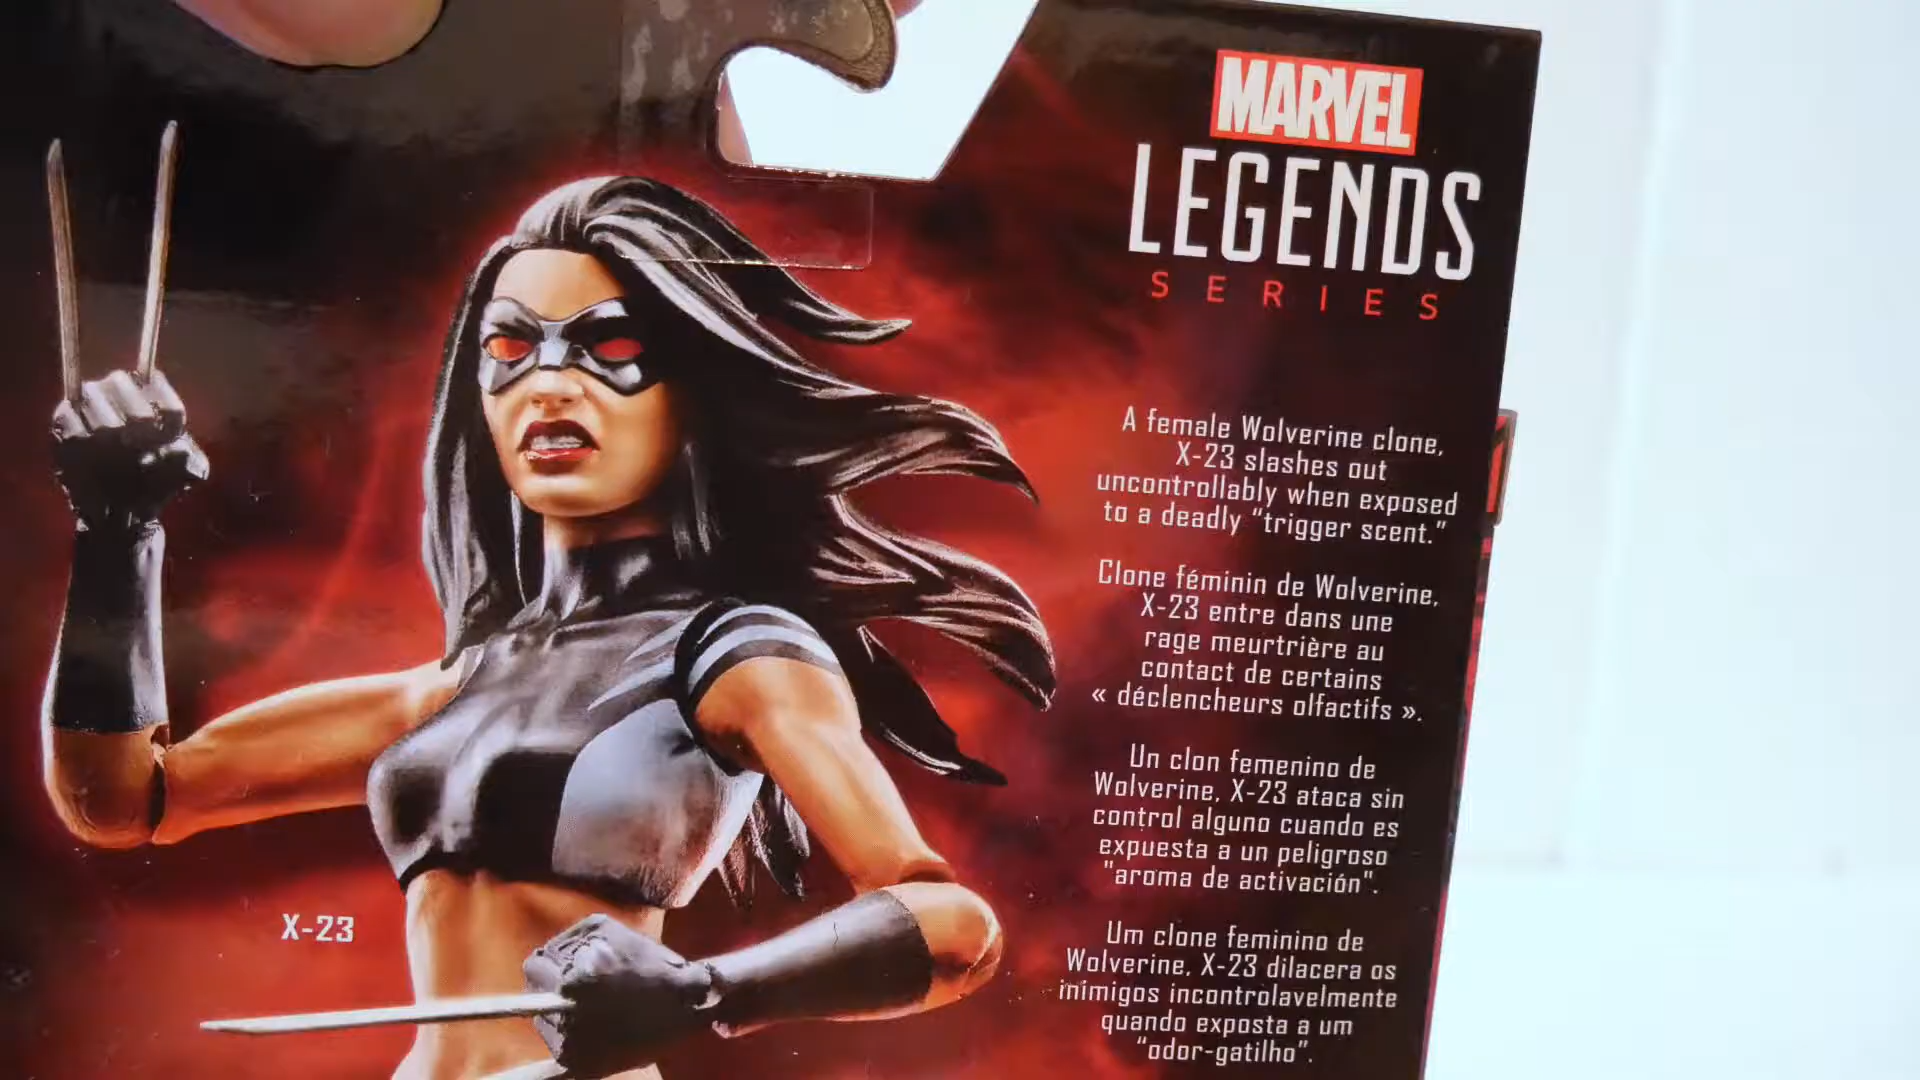 MARVEL
LEGENDS
SERIES
A female Wolverine clone,
X-23 slashes out
uncontrollably when exposed
to a deadly “trigger scent.”
Clone féminin de Wolverine,
X-23 entre dans une
rage meurtrière au
contact de certains
« déclencheurs olfactifs ».
Un clon femenino de
Wolverine, X-23 ataca sin
control alguno cuando es
expuesta a un peligroso
"aroma de activación".
Um clone feminino de
Wolverine, X-23 dilacera os
inimigos incontrolavelmente
quando exposta a um
“odor-gatilho”.
X-23